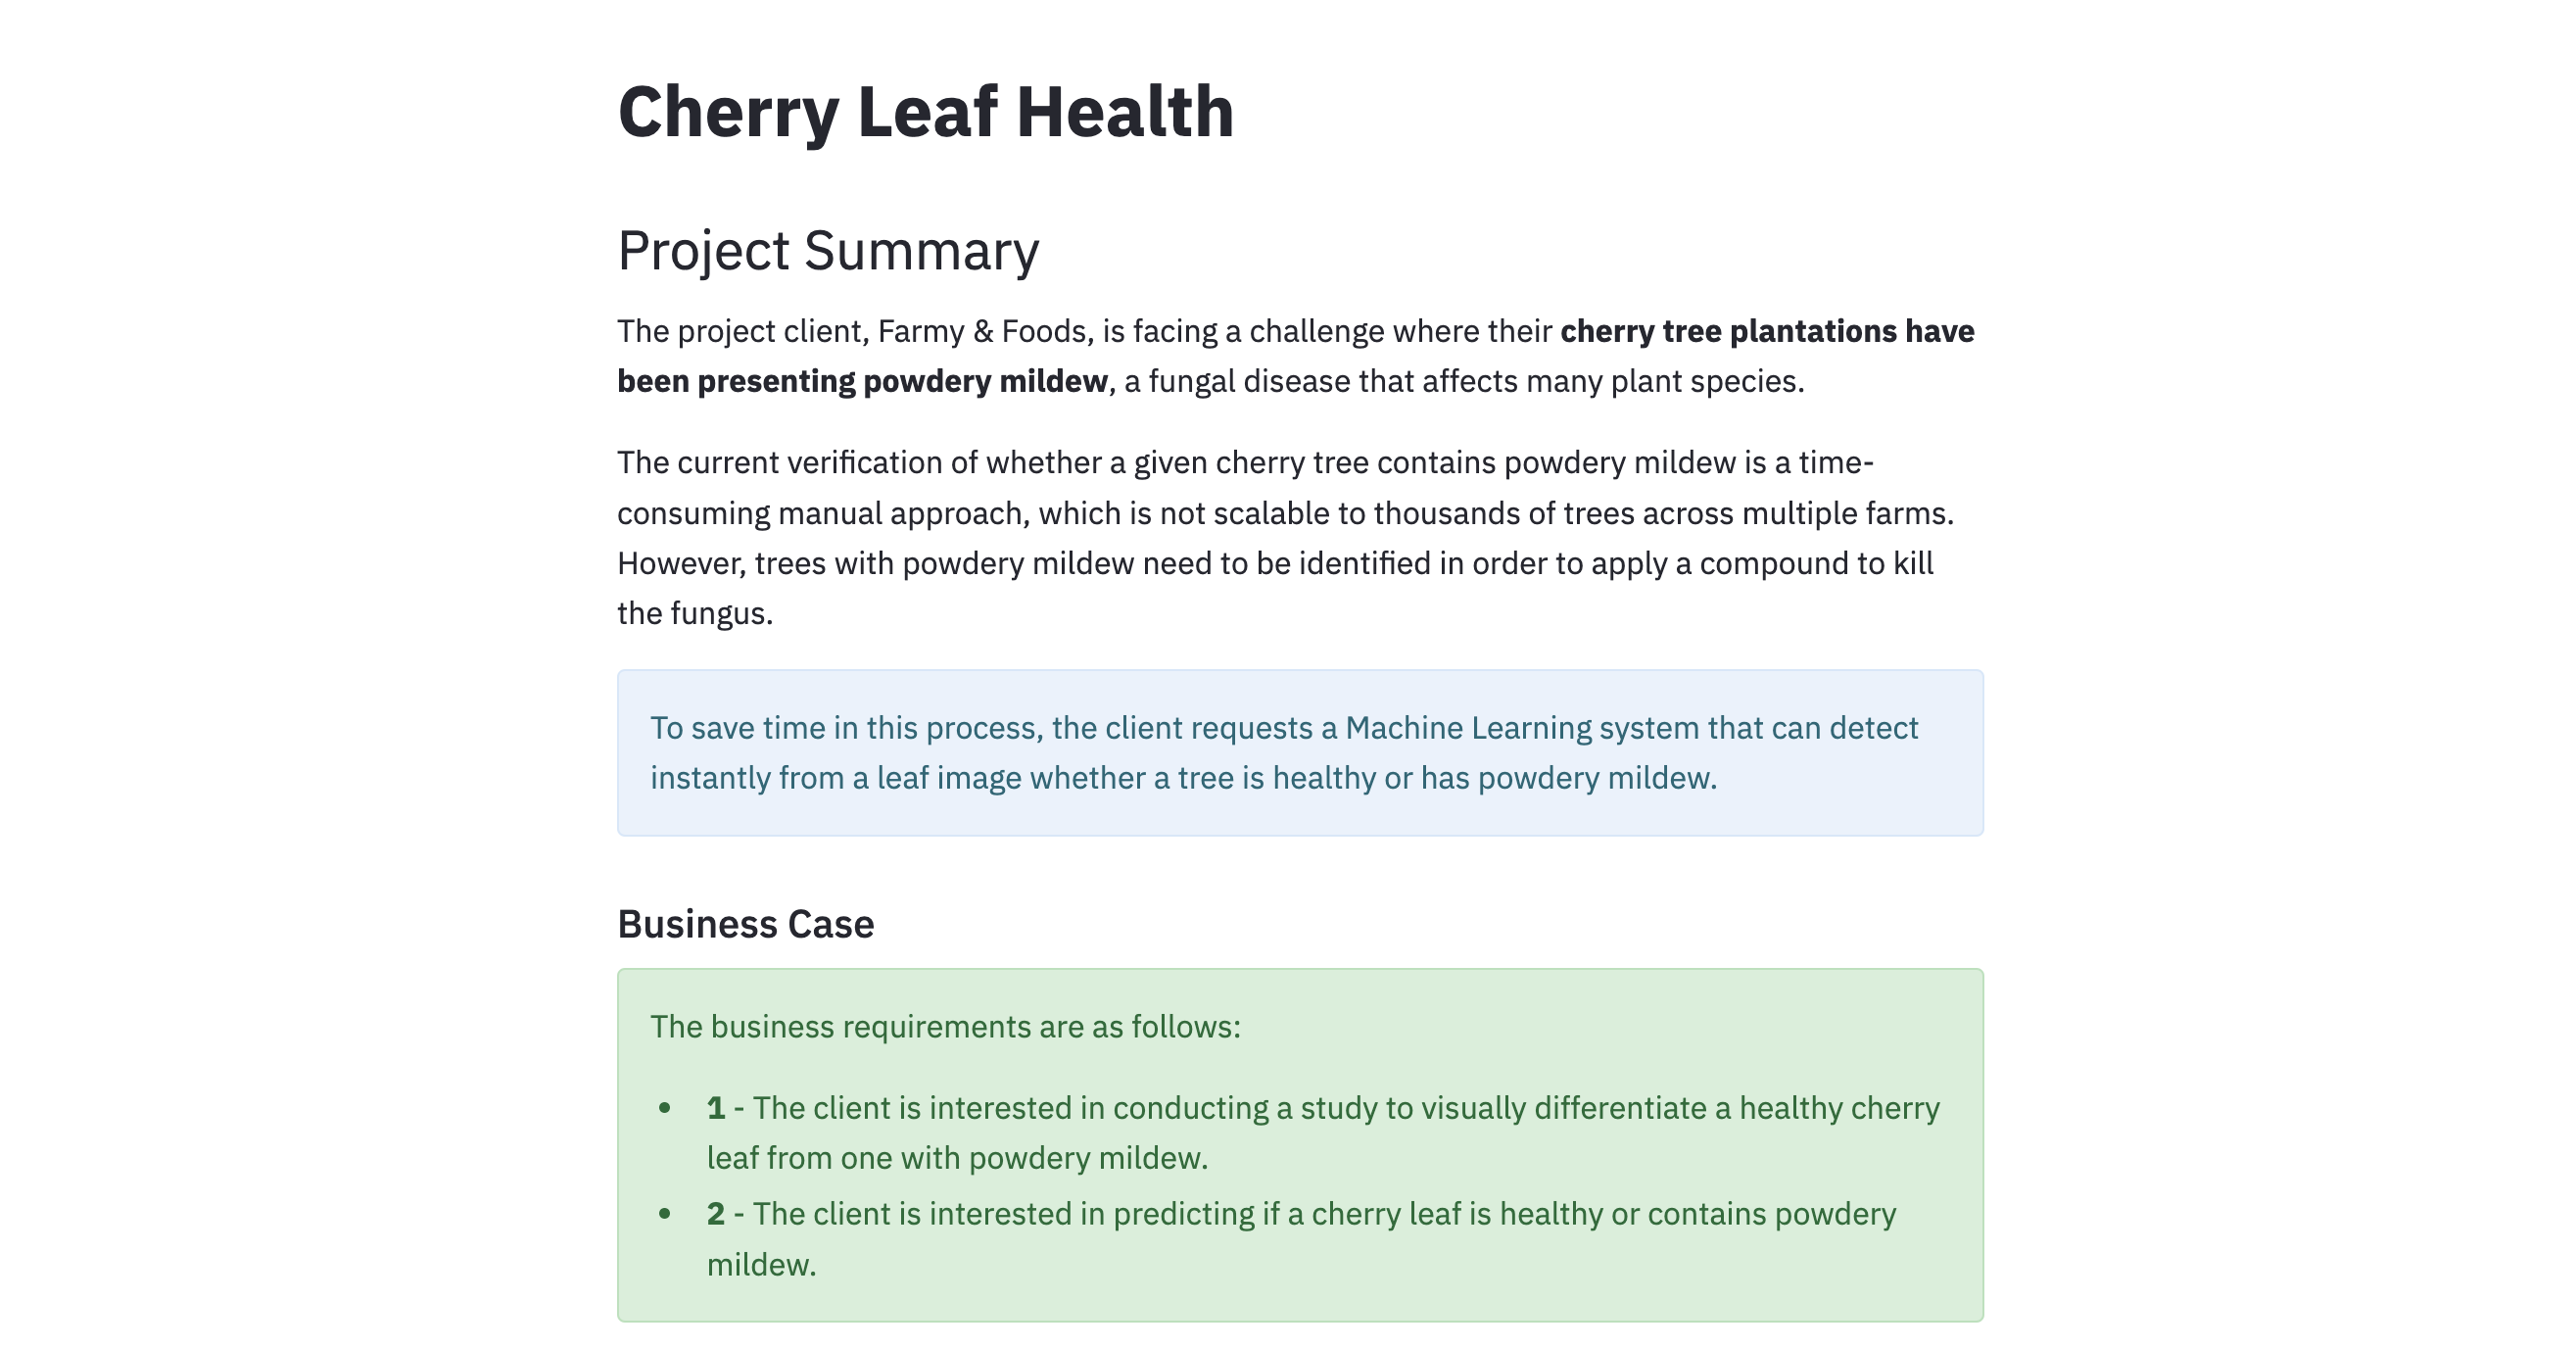 Cherry Leaf Health
Project Summary
The project client, Farmy & Foods, is facing a challenge where their cherry tree plantations have
been presenting powdery mildew, a fungal disease that affects many plant species.
The current verification of whether a given cherry tree contains powdery mildew is a time-
consuming manual approach, which is not scalable to thousands of trees across multiple farms.
However, trees with powdery mildew need to be identified in order to apply a compound to kill
the fungus.
To save time in this process, the client requests a Machine Learning system that can detect
instantly from a leaf image whether a tree is healthy or has powdery mildew.
Business Case
The business requirements are as follows:
• 1 - The client is interested in conducting a study to visually differentiate a healthy cherry
leaf from one with powdery mildew.
• 2 - The client is interested in predicting if a cherry leaf is healthy or contains powdery
mildew.